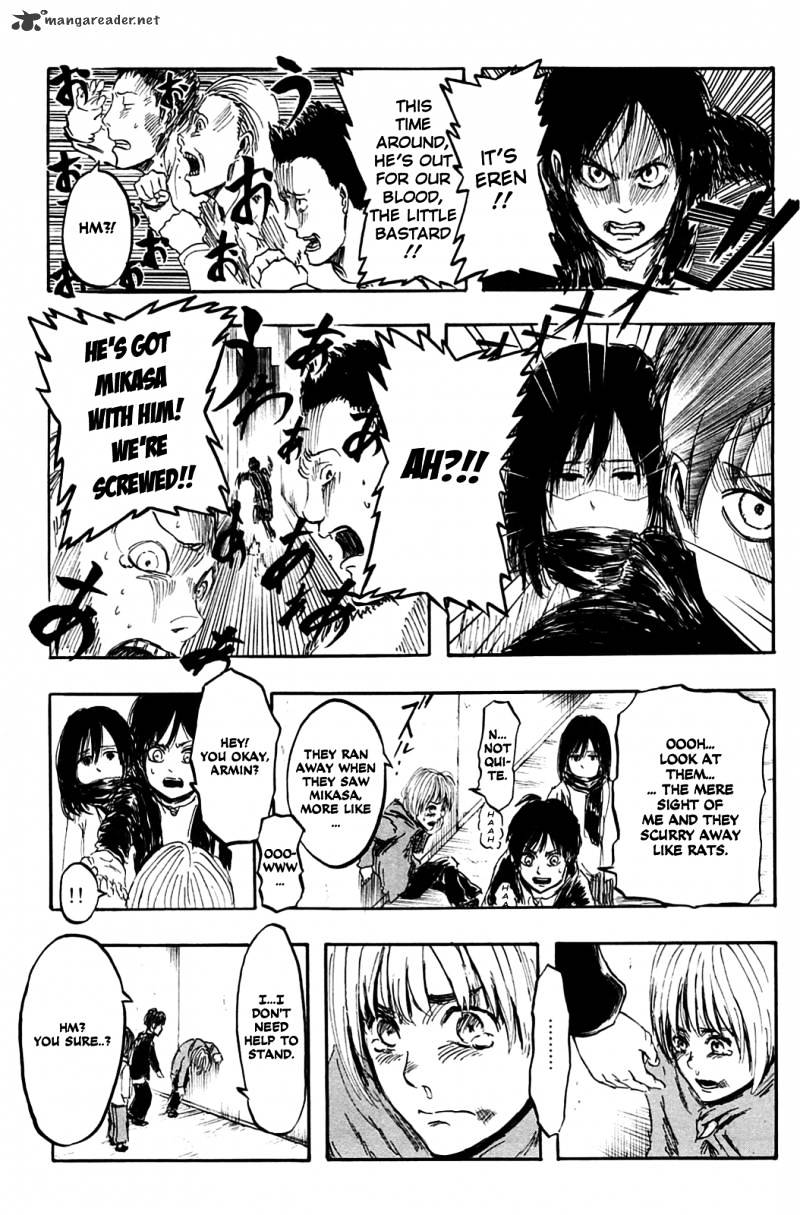 mangareader.net
IT'S
EREN
!!
THIS
TIME
AROUND,
HE'S OUT
FOR OUR
BLOOD,
THE LITTLE
BASTARD
!!
HM?!
AH?!!
HE'S GOT
MIKASA
WITH HIM!
WE'RE
SCREWED!!
OOOH...
LOOK AT
THEM...
... THE MERE
SIGHT OF
ME AND THEY
SCURRY AWAY
LIKE RATS.
N...
NOT
QUI-
TE.
HAAH
HAA
THEY RAN
AWAY WHEN
THEY SAW
MIKASA,
MORE LIKE
...
OOO-
WWW
...
HEY!
YOU OKAY,
ARMIN?
!!
.........
I...I
DON'T
NEED
HELP TO
STAND.
HM?
YOU SURE..?